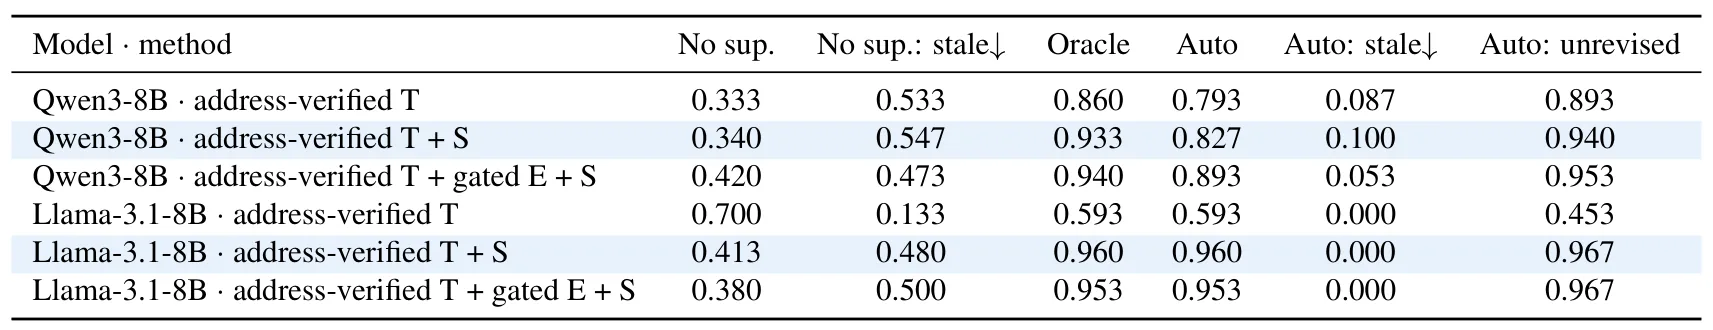 Model · method No sup. No sup.: stale↓ Oracle Auto Auto: stale↓ Auto: unrevised
Qwen3-8B · address-verified T 0.333 0.533 0.860 0.793 0.087 0.893
Qwen3-8B · address-verified T + S 0.340 0.547 0.933 0.827 0.100 0.940
Qwen3-8B · address-verified T + gated E + S 0.420 0.473 0.940 0.893 0.053 0.953
Llama-3.1-8B · address-verified T 0.700 0.133 0.593 0.593 0.000 0.453
Llama-3.1-8B · address-verified T + S 0.413 0.480 0.960 0.960 0.000 0.967
Llama-3.1-8B · address-verified T + gated E + S 0.380 0.500 0.953 0.953 0.000 0.967